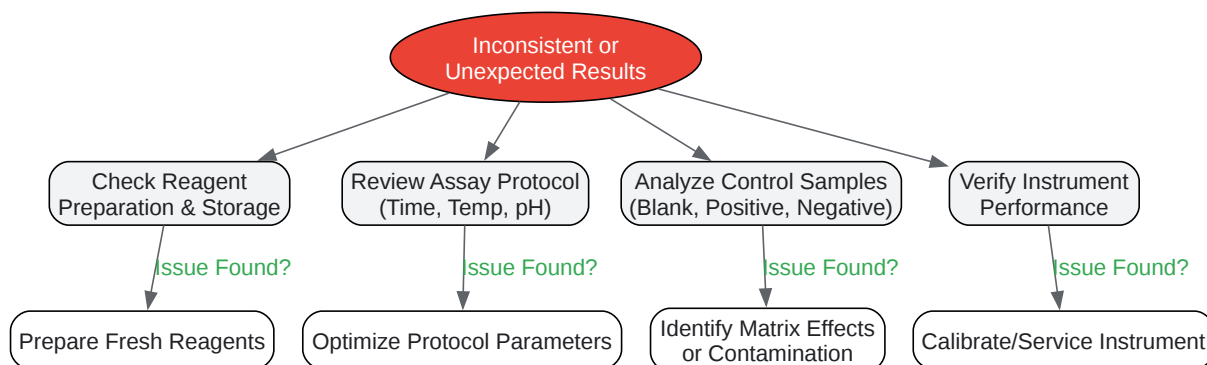 Inconsistent or
Unexpected Results
Check Reagent
Preparation & Storage
Review Assay Protocol
(Time, Temp, pH)
Analyze Control Samples
(Blank, Positive, Negative)
Verify Instrument
Performance
Issue Found?
Issue Found?
Issue Found?
Issue Found?
Prepare Fresh Reagents
Optimize Protocol Parameters
Identify Matrix Effects
or Contamination
Calibrate/Service Instrument